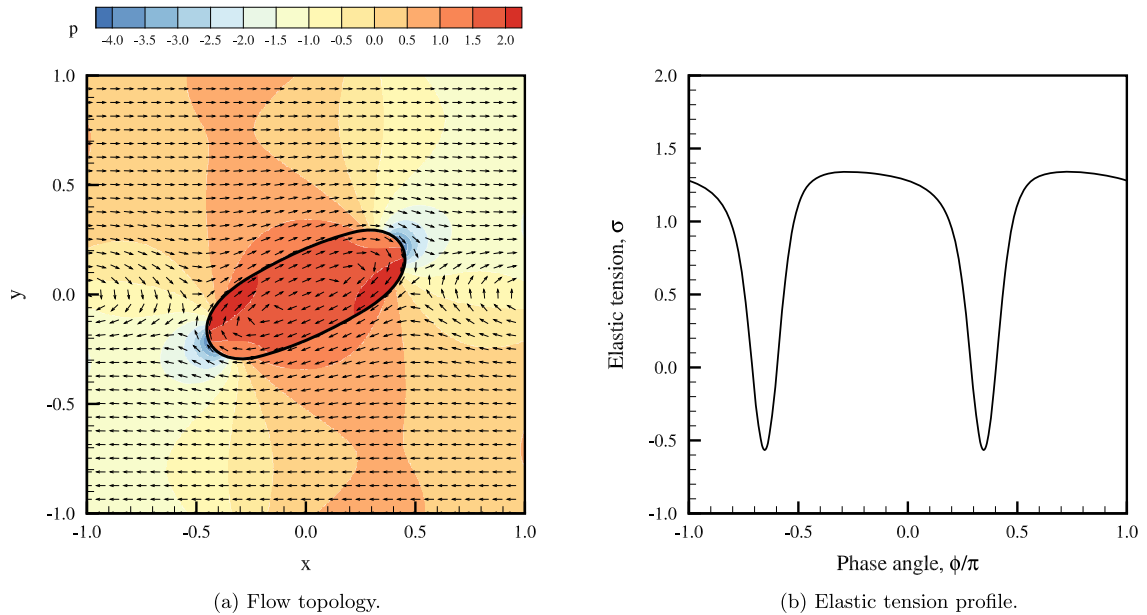 p
-4.0 -3.5 -3.0 -2.5 -2.0 -1.5 -1.0 -0.5 0.0 0.5 1.0 1.5 2.0
1.0
0.5
0.0
-0.5
-1.0
y
-1.0 -0.5 0.0 0.5 1.0
x
(a) Flow topology.
2.0
1.5
1.0
0.5
0.0
-0.5
-1.0
Elastic tension, σ
-1.0 -0.5 0.0 0.5 1.0
Phase angle, ϕ/π
(b) Elastic tension profile.